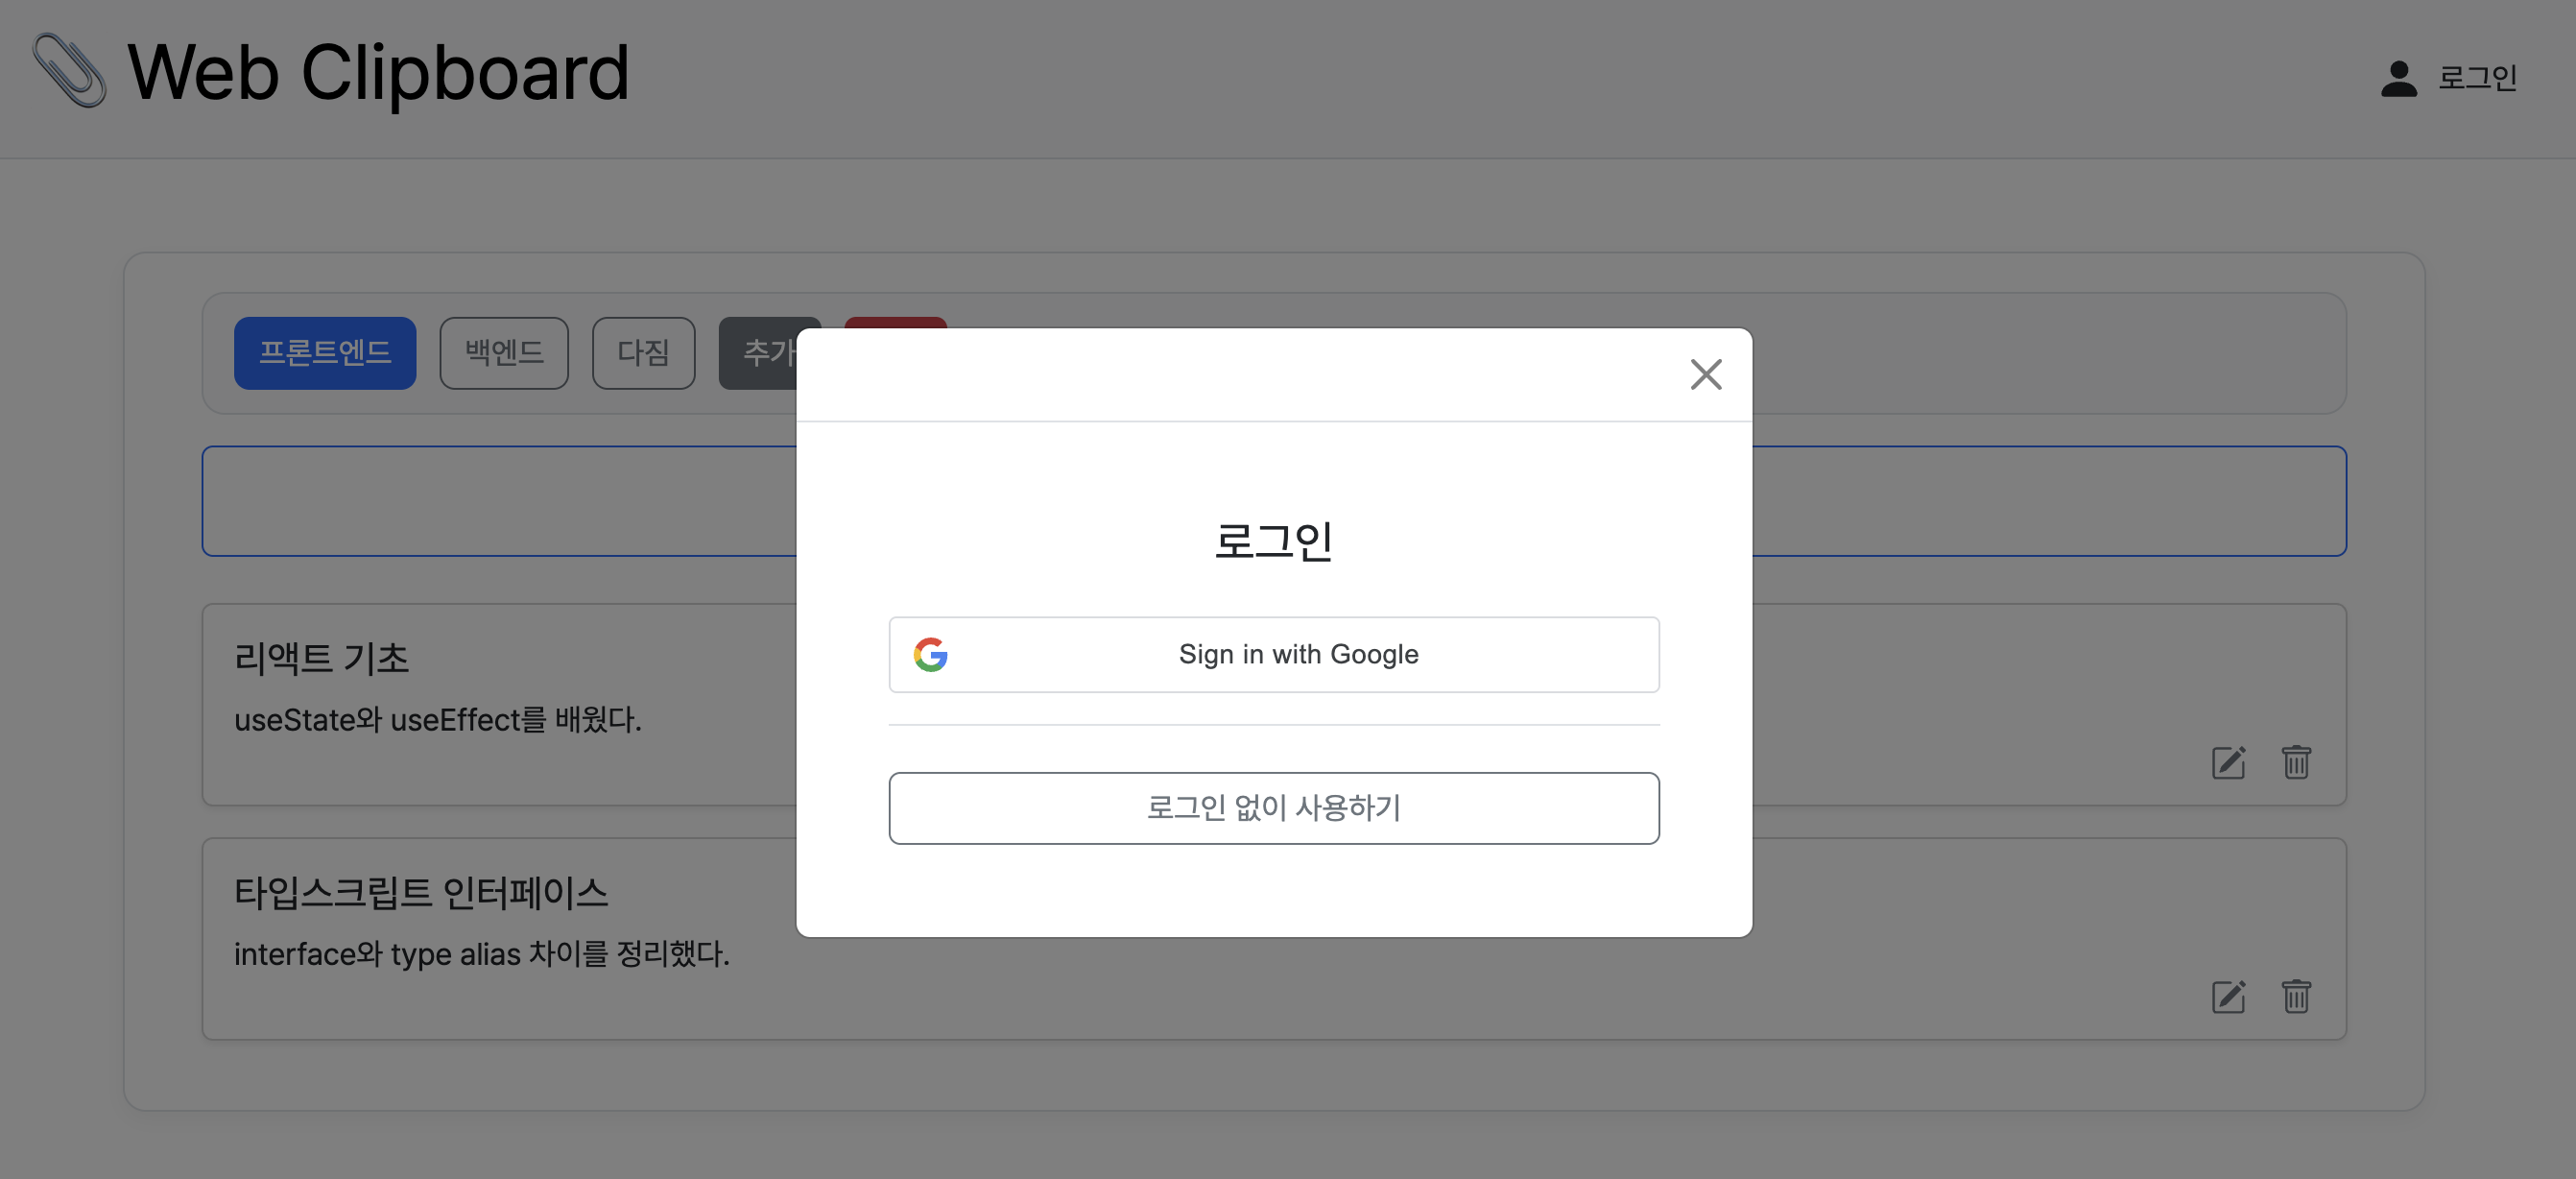 Web Clipboard
로그인
프론트엔드
백엔드
다짐
추가
로그인
Sign in with Google
로그인 없이 사용하기
리액트 기초
useState와 useEffect를 배웠다.
타입스크립트 인터페이스
interface와 type alias 차이를 정리했다.